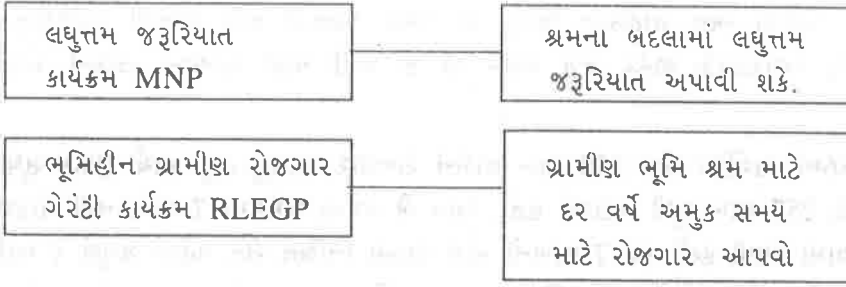 લઘુત્તમ જરૂરિયાત
કાર્યક્રમ MNP
શ્રમના બદલામાં લઘુત્તમ
જરૂરિયાત અપાવી શકે.
ભૂમિહીન ગ્રામીણ રોજગાર
ગેરંટી કાર્યક્રમ RLEGP
ગ્રામીણ ભૂમિ શ્રમ માટે
દર વર્ષે અમુક સમય
માટે રોજગાર આપવો